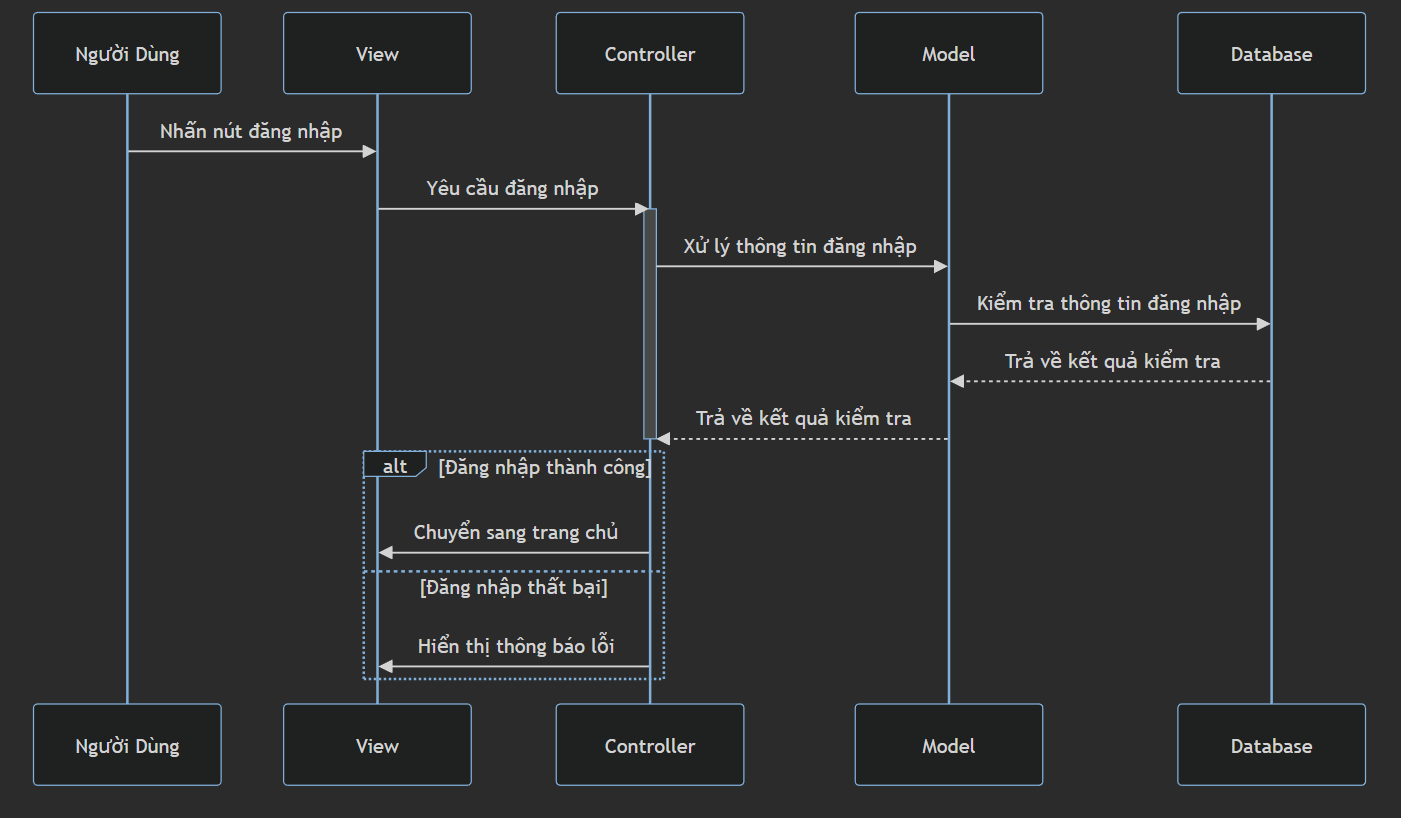 Người Dùng
View
Controller
Model
Database
Nhấn nút đăng nhập
Yêu cầu đăng nhập
Xử lý thông tin đăng nhập
Kiểm tra thông tin đăng nhập
Trả về kết quả kiểm tra
Trả về kết quả kiểm tra
alt
[Đăng nhập thành công]
Chuyển sang trang chủ
[Đăng nhập thất bại]
Hiển thị thông báo lỗi
Người Dùng
View
Controller
Model
Database